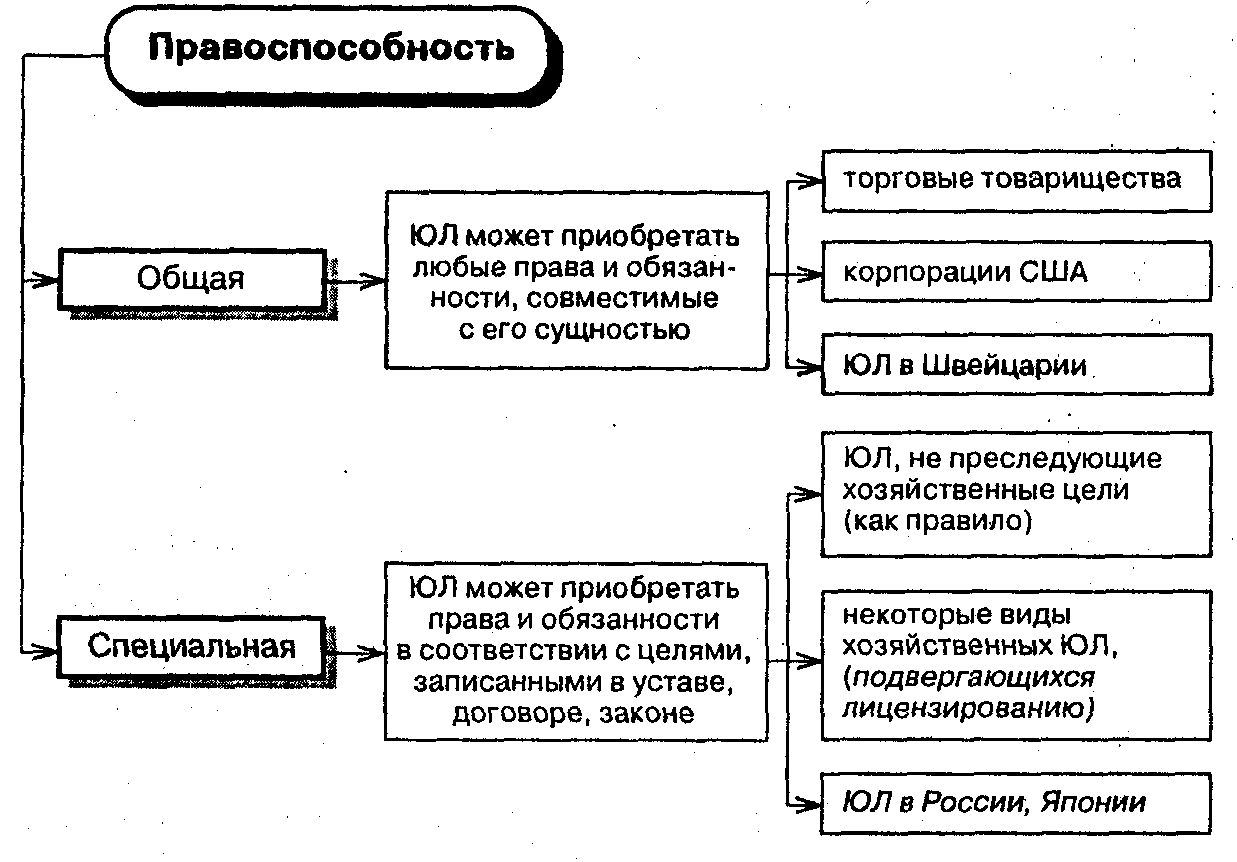 Правоспособность
Общая
ЮЛ может приобретать
любые права и обязан-
ности, совместимые
с его сущностью
торговые товарищества
корпорации США
ЮЛ в Швейцарии
Специальная
ЮЛ может приобретать
права и обязанности
в соответствии с целями,
записанными в уставе,
договоре, законе
ЮЛ, не преследующие
хозяйственные цели
(как правило)
некоторые виды
хозяйственных ЮЛ,
(подвергающихся
лицензированию)
ЮЛ в России, Японии